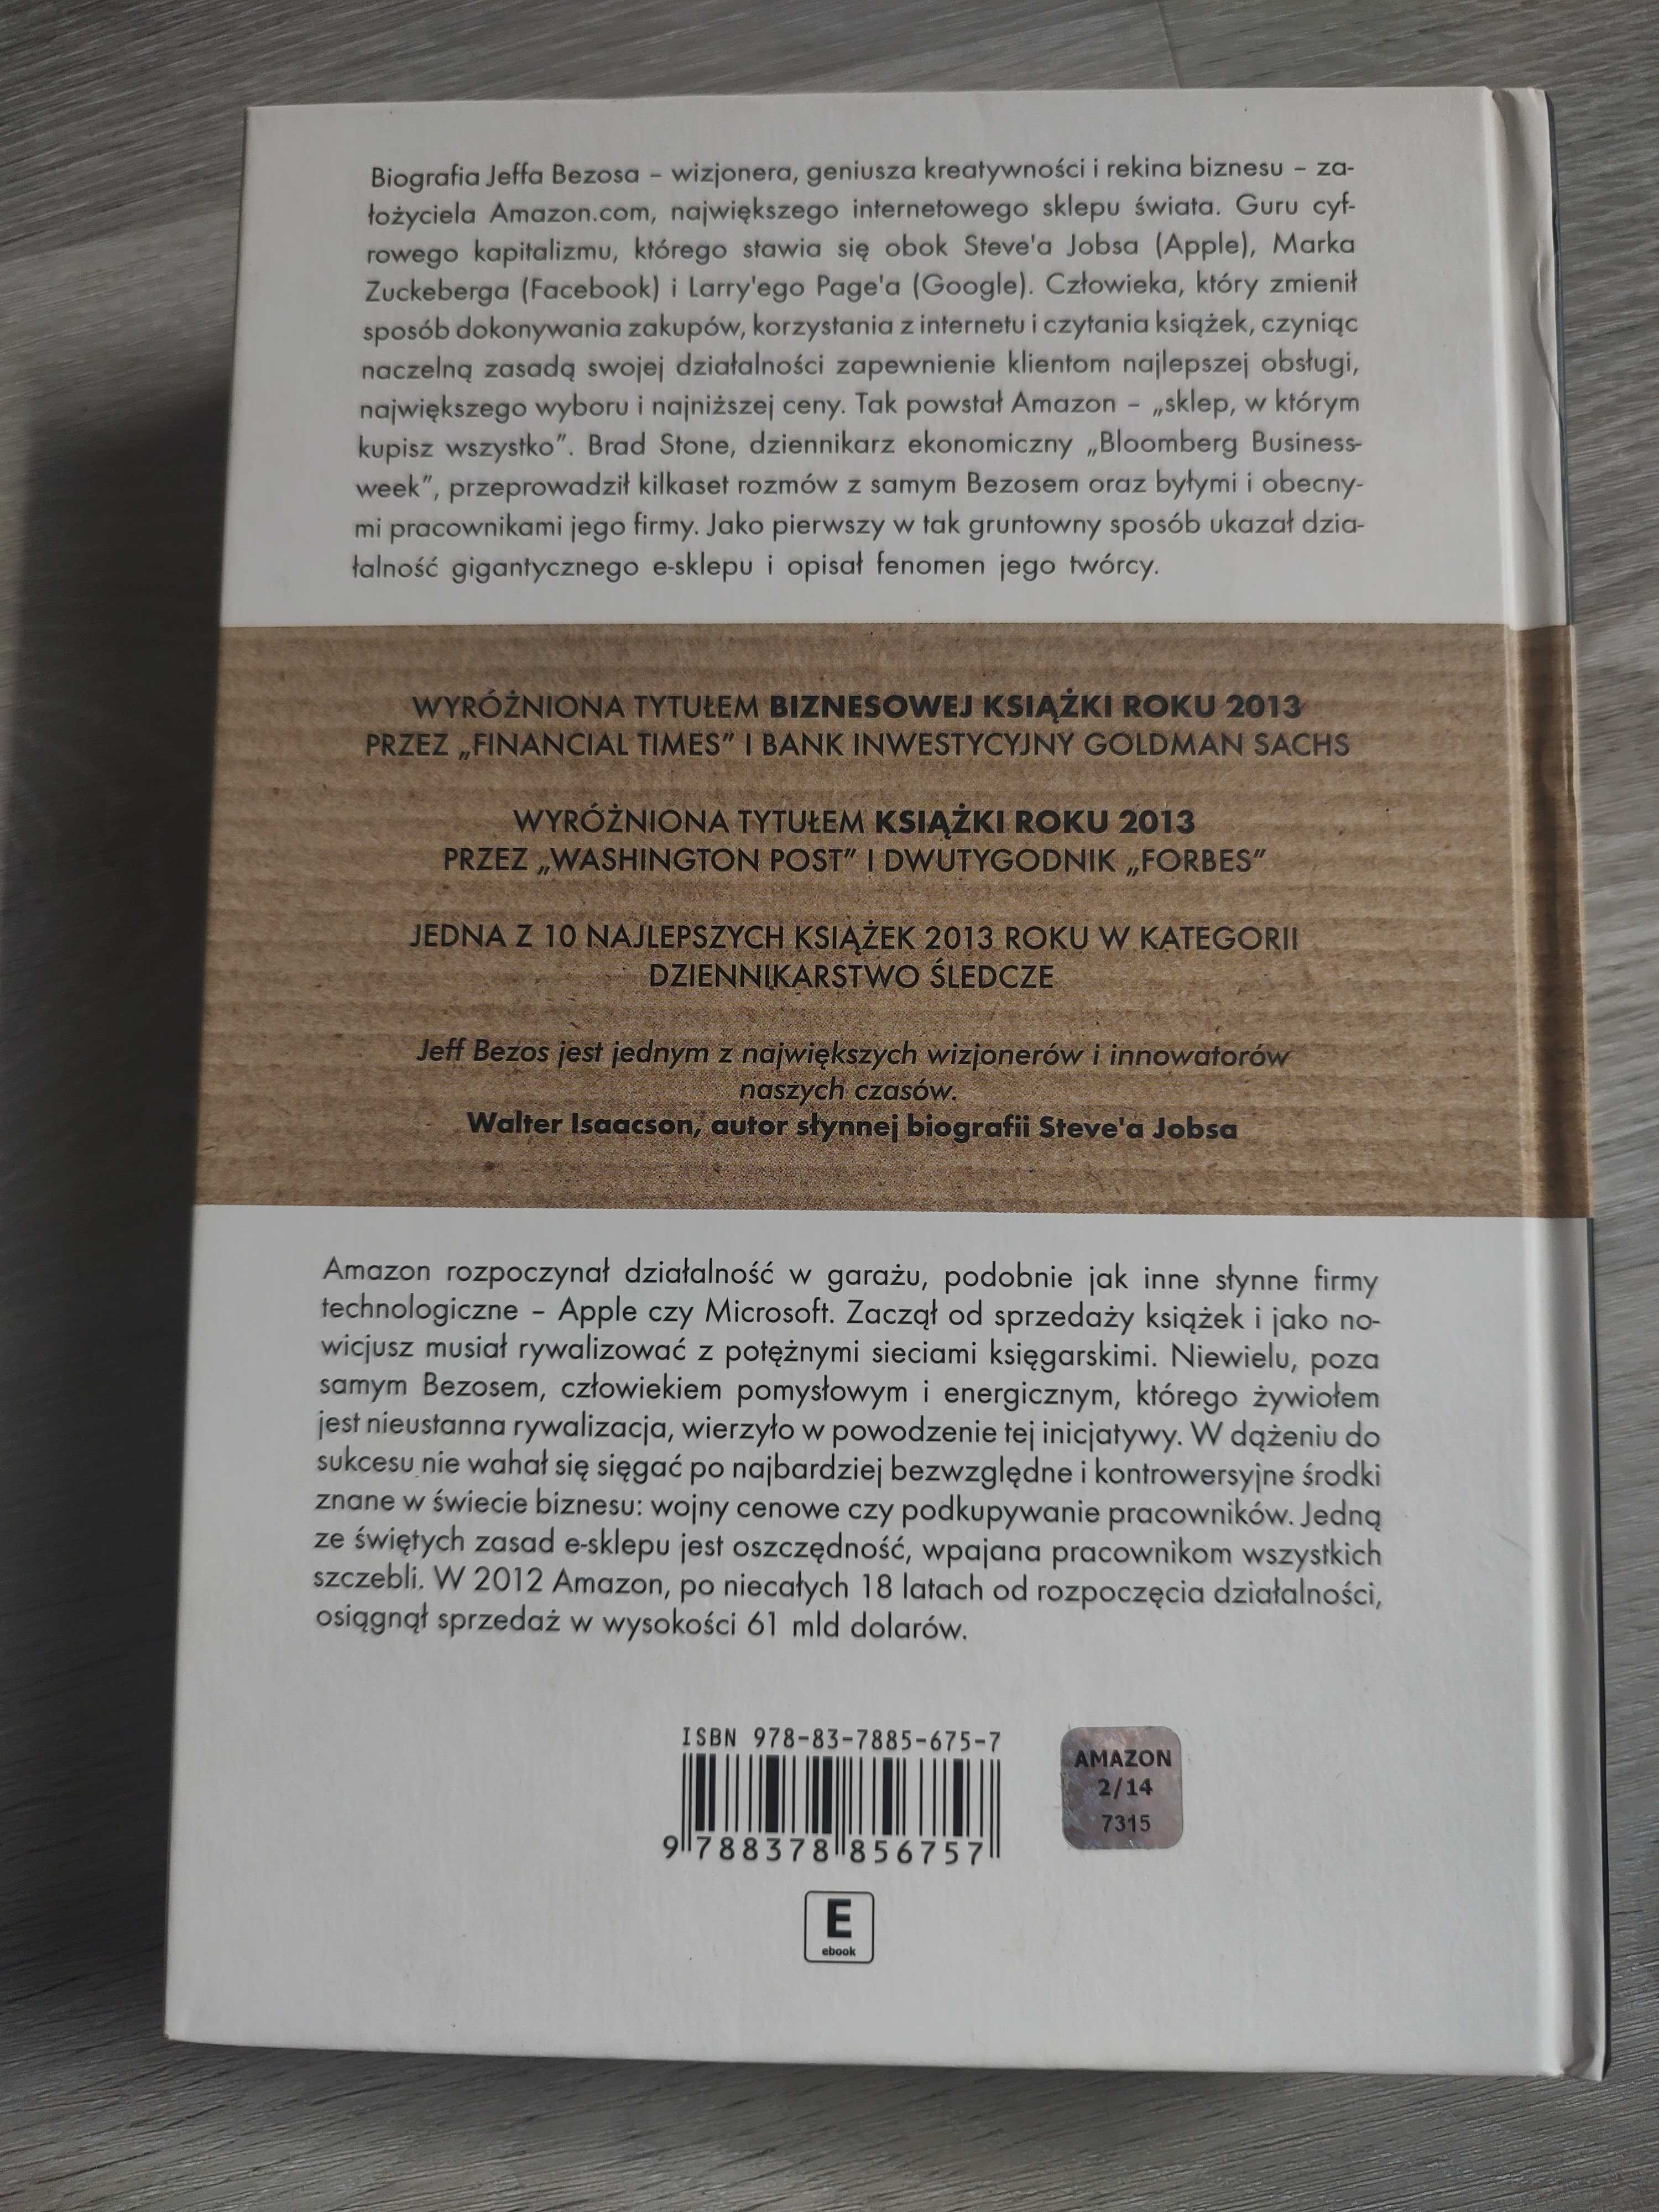 Biografia Jeffa Bezosa – wizjonera, geniusza kreatywności i rekina biznesu – za-
łożyciela Amazon.com, największego internetowego sklepu świata. Guru cyf-
rowego kapitalizmu, którego stawia się obok Steve'a Jobsa (Apple), Marka
Zuckeberga (Facebook) i Larry'ego Page'a (Google). Człowieka, który zmienił
sposób dokonywania zakupów, korzystania z internetu i czytania książek, czyniąc
naczelną zasadą swojej działalności zapewnienie klientom najlepszej obsługi,
największego wyboru i najniższej ceny. Tak powstał Amazon – „sklep, w którym
kupisz wszystko”. Brad Stone, dziennikarz ekonomiczny „Bloomberg Business-
week”, przeprowadził kilkaset rozmów z samym Bezosem oraz byłymi i obecny-
mi pracownikami jego firmy. Jako pierwszy w tak gruntowny sposób ukazał dzia-
łalność gigantycznego e-sklepu i opisał fenomen jego twórcy.
WYRÓŻNIONA TYTUŁEM BIZNESOWEJ KSIĄŻKI ROKU 2013
PRZEZ „FINANCIAL TIMES” I BANK INWESTYCYJNY GOLDMAN SACHS
WYRÓŻNIONA TYTUŁEM KSIĄŻKI ROKU 2013
PRZEZ „WASHINGTON POST” I DWUTYGODNIK „FORBES”
JEDNA Z 10 NAJLEPSZYCH KSIĄŻEK 2013 ROKU W KATEGORII
DZIENNIKARSTWO ŚLEDCZE
Jeff Bezos jest jednym z największych wizjonerów i innowatorów
naszych czasów.
Walter Isaacson, autor słynnej biografii Steve'a Jobsa
Amazon rozpoczynał działalność w garażu, podobnie jak inne słynne firmy
technologiczne – Apple czy Microsoft. Zaczął od sprzedaży książek i jako no-
wicjusz musiał rywalizować z potężnymi sieciami księgarskimi. Niewielu, poza
samym Bezosem, człowiekiem pomysłowym i energicznym, którego żywiołem
jest nieustanna rywalizacja, wierzyło w powodzenie tej inicjatywy. W dążeniu do
sukcesu nie wahał się sięgać po najbardziej bezwzględne i kontrowersyjne środki
znane w świecie biznesu: wojny cenowe czy podkupywanie pracowników. Jedną
ze świętych zasad e-sklepu jest oszczędność, wpajana pracownikom wszystkich
szczebli. W 2012 Amazon, po niecałych 18 latach od rozpoczęcia działalności,
osiągnął sprzedaż w wysokości 61 mld dolarów.
ISBN 978-83-7885-675-7
9 788378 856757
AMAZON
2/14
7315
E
ebook